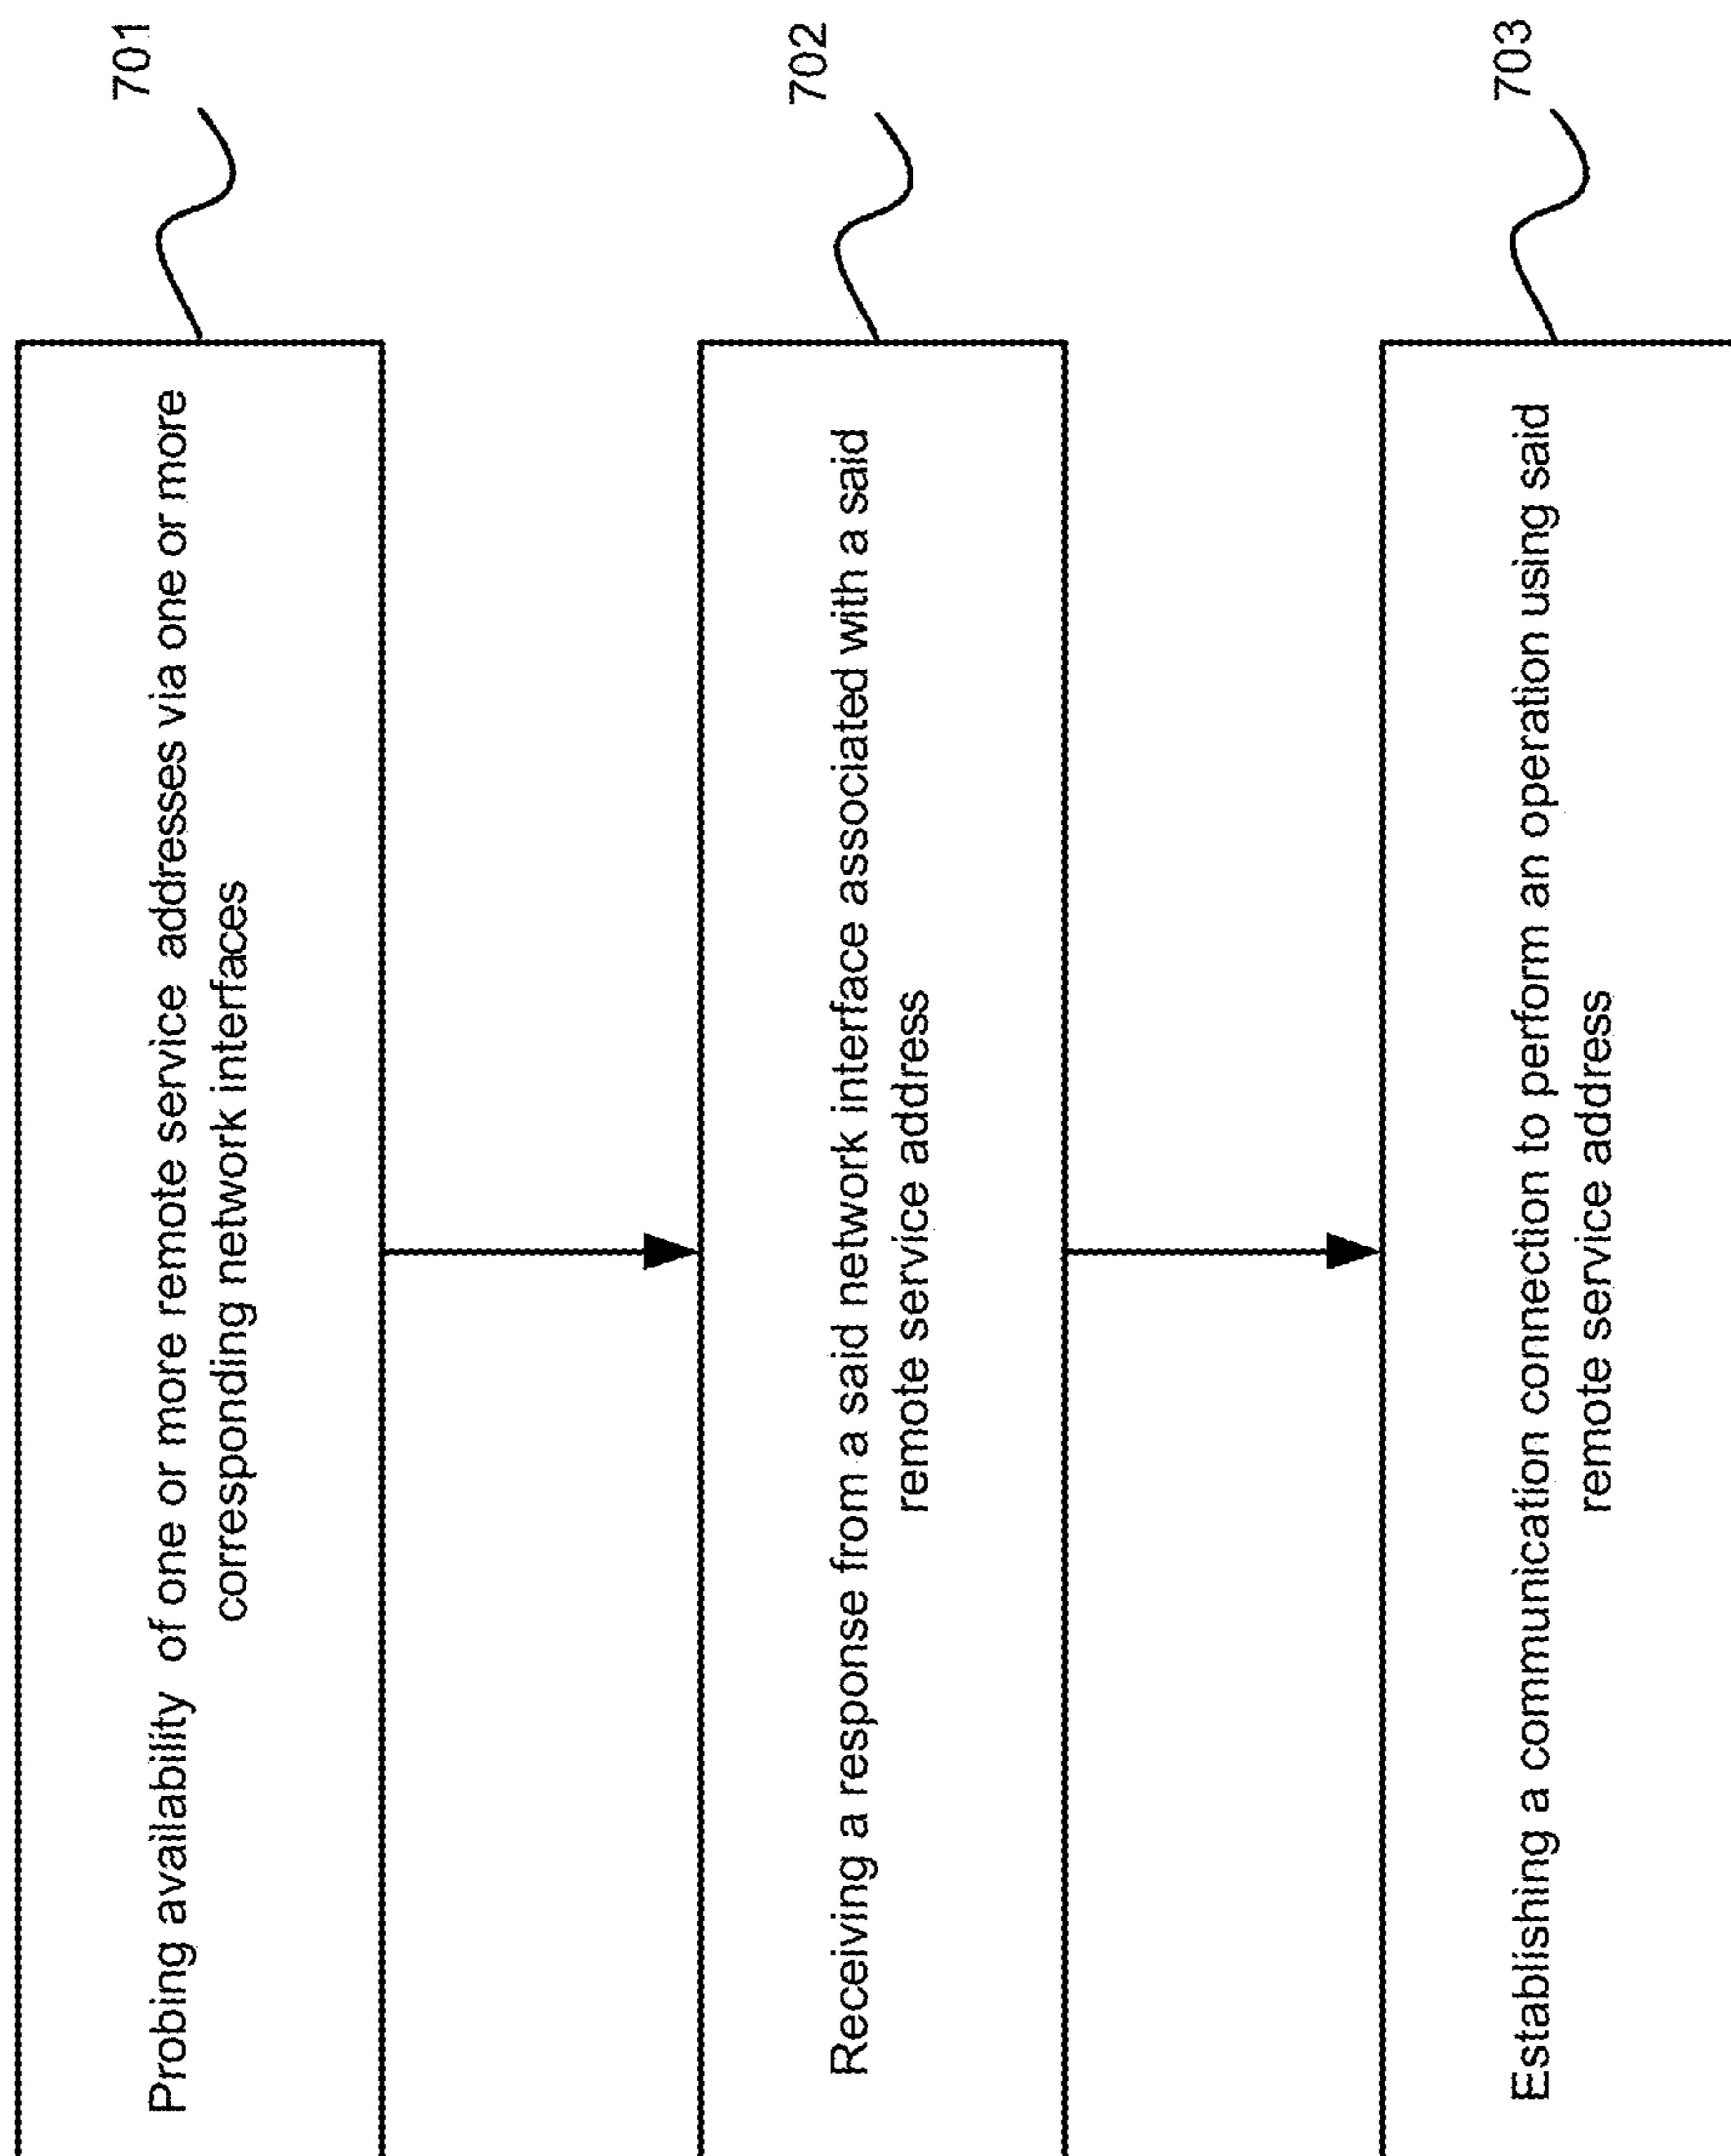 701
Probing availability of one or more remote service addresses via one or more
corresponding network interfaces
702
Receiving a response from a said network interface associated with a said
remote service address
703
Establishing a communication connection to perform an operation using said
remote service address